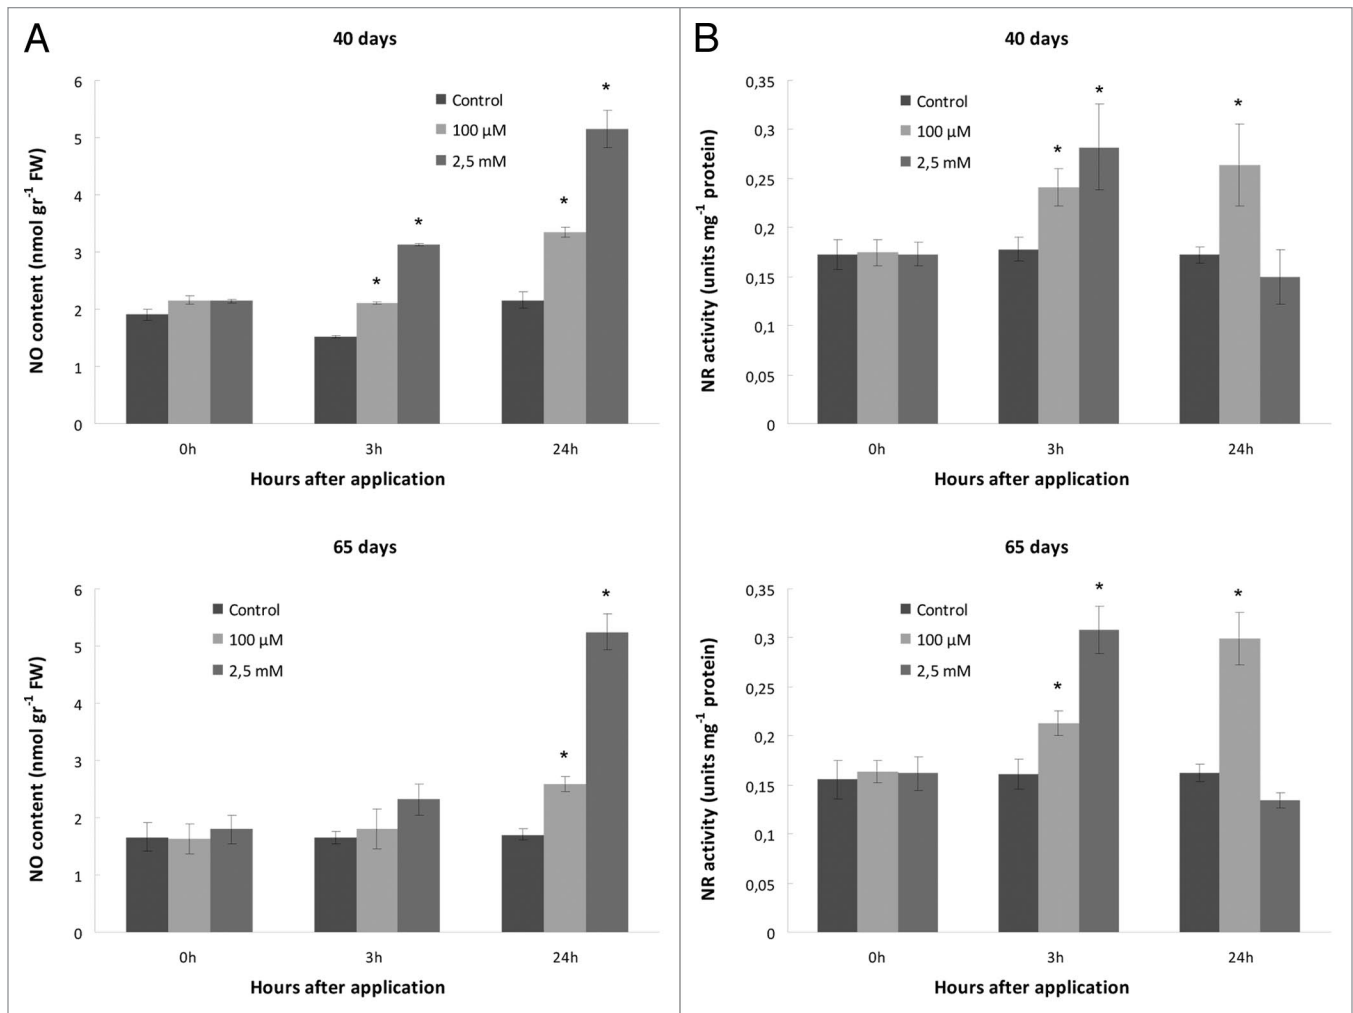 A
40 days
6
5
4
3
2
1
0
NO content (nmol gr⁻¹ FW)
Control
100 µM
2,5 mM
*
*
*
*
0h 3h 24h
Hours after application
65 days
6
5
4
3
2
1
0
NO content (nmol gr⁻¹ FW)
Control
100 µM
2,5 mM
*
*
0h 3h 24h
Hours after application
B
40 days
0,35
0,3
0,25
0,2
0,15
0,1
0,05
0
NR activity (units mg⁻¹ protein)
Control
100 µM
2,5 mM
*
*
*
0h 3h 24h
Hours after application
65 days
0,35
0,3
0,25
0,2
0,15
0,1
0,05
0
NR activity (units mg⁻¹ protein)
Control
100 µM
2,5 mM
*
*
*
0h 3h 24h
Hours after application